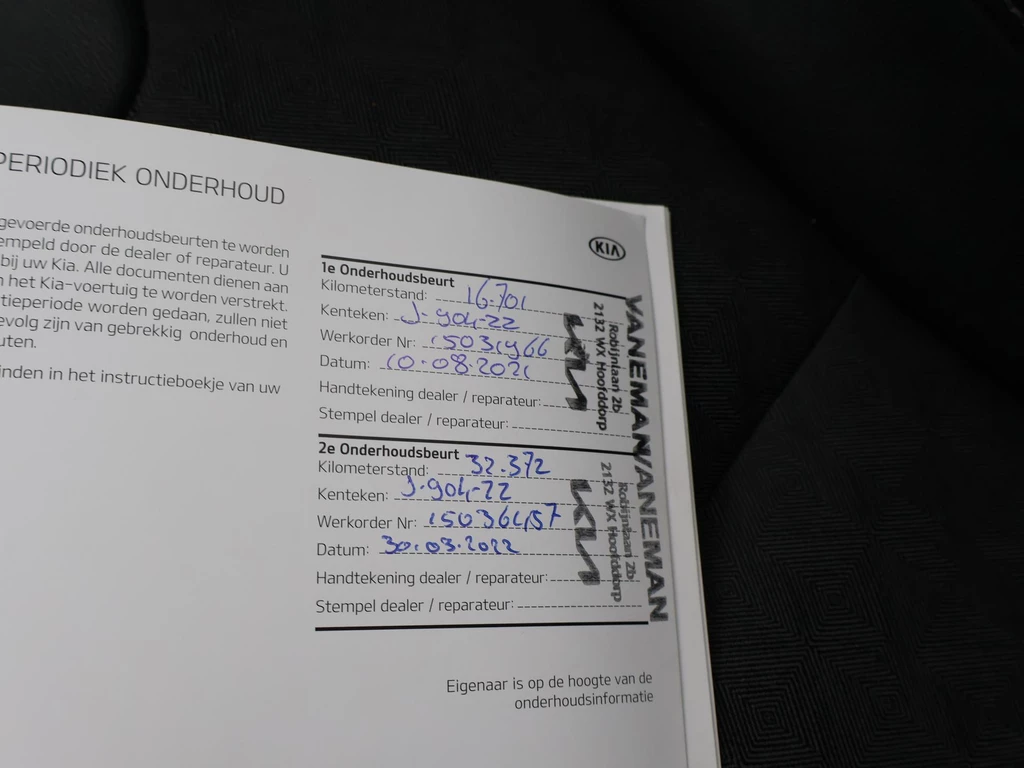 PERIODIEK ONDERHOUD
gevoerde onderhoudsbeurten te worden
empeld door de dealer of reparateur. U
bij uw Kia. Alle documenten dienen aan
n het Kia-voertuig te worden verstrekt.
tieperiode worden gedaan, zullen niet
evolg zijn van gebrekkig onderhoud en
uten.
inden in het instructieboekje van uw
KIA
1e Onderhoudsbeurt
Kilometerstand: 16.701
Kenteken: J-904-22
Werkorder Nr:
Datum: 10.08.2021
Handtekening dealer / reparateur:
Stempel dealer / reparateur:
VANEMAN
Robijnlaan 2b
2132 WX Hoofddorp
KIA
2e Onderhoudsbeurt
Kilometerstand: 32.372
Kenteken: J-904-22
Werkorder Nr:
Datum: 30.03.2022
Handtekening dealer / reparateur:
Stempel dealer / reparateur:
VANEMAN
Robijnlaan 2b
2132 WX Hoofddorp
KIA
Eigenaar is op de hoogte van de
onderhoudsinformatie